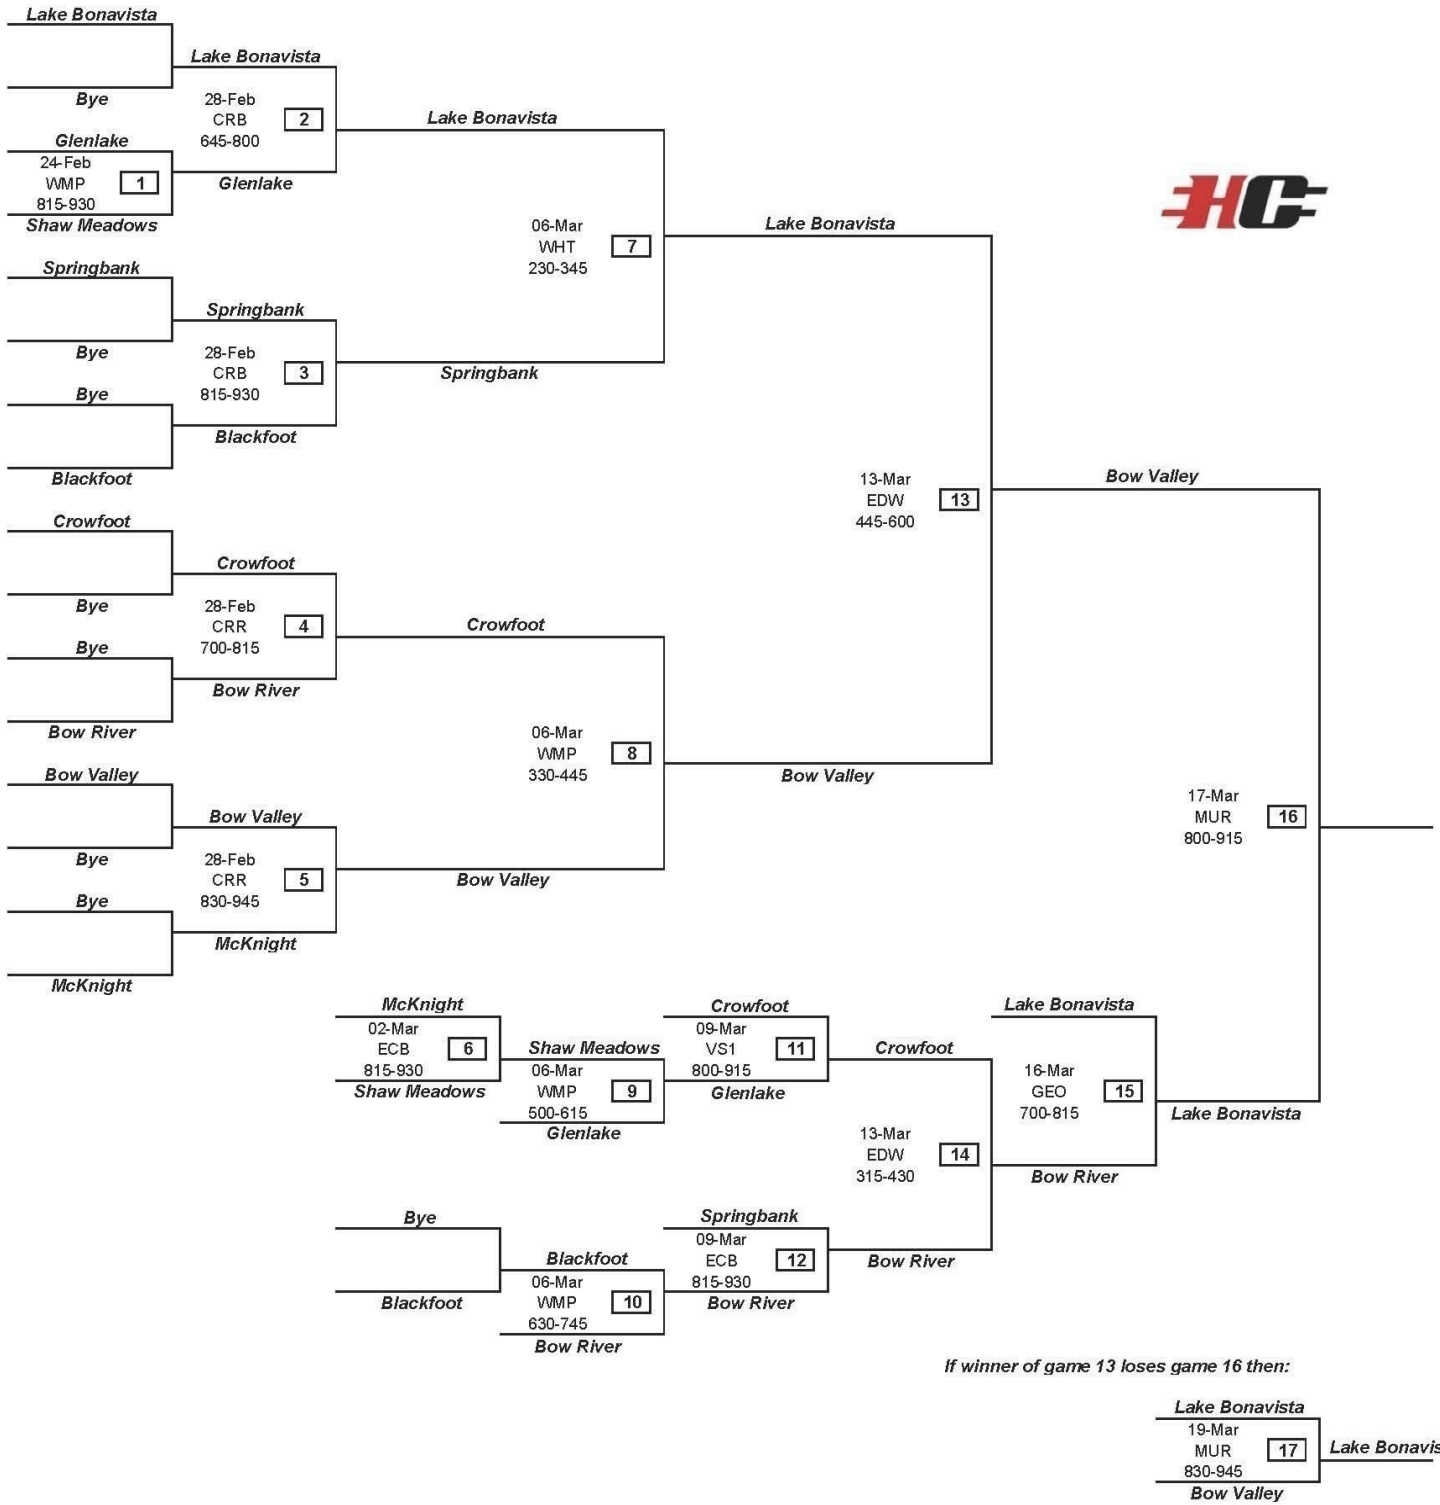 Lake Bonavista
Lake Bonavista
Bye
28-Feb
CRB
645-800
2
Lake Bonavista
Glenlake
24-Feb
WMP
815-930
1
Glenlake
Shaw Meadows
HC
06-Mar
WHT
230-345
7
Lake Bonavista
Springbank
Springbank
Bye
28-Feb
CRB
815-930
3
Springbank
Bye
Blackfoot
Blackfoot
13-Mar
EDW
445-600
13
Bow Valley
Crowfoot
Crowfoot
Bye
28-Feb
CRR
700-815
4
Crowfoot
Bye
Bow River
Bow River
06-Mar
WMP
330-445
8
Bow Valley
Bow Valley
Bow Valley
Bye
28-Feb
CRR
830-945
5
Bow Valley
Bye
McKnight
McKnight
17-Mar
MUR
800-915
16
McKnight
02-Mar
ECB
815-930
6
Shaw Meadows
Shaw Meadows
06-Mar
WMP
500-615
9
Glenlake
Crowfoot
09-Mar
VS1
800-915
11
Glenlake
Crowfoot
13-Mar
EDW
315-430
14
Lake Bonavista
16-Mar
GEO
700-815
15
Bow River
Lake Bonavista
Bye
Blackfoot
Blackfoot
06-Mar
WMP
630-745
10
Bow River
Springbank
09-Mar
ECB
815-930
12
Bow River
Bow River
If winner of game 13 loses game 16 then:
Lake Bonavista
19-Mar
MUR
830-945
17
Lake Bonavis
Bow Valley